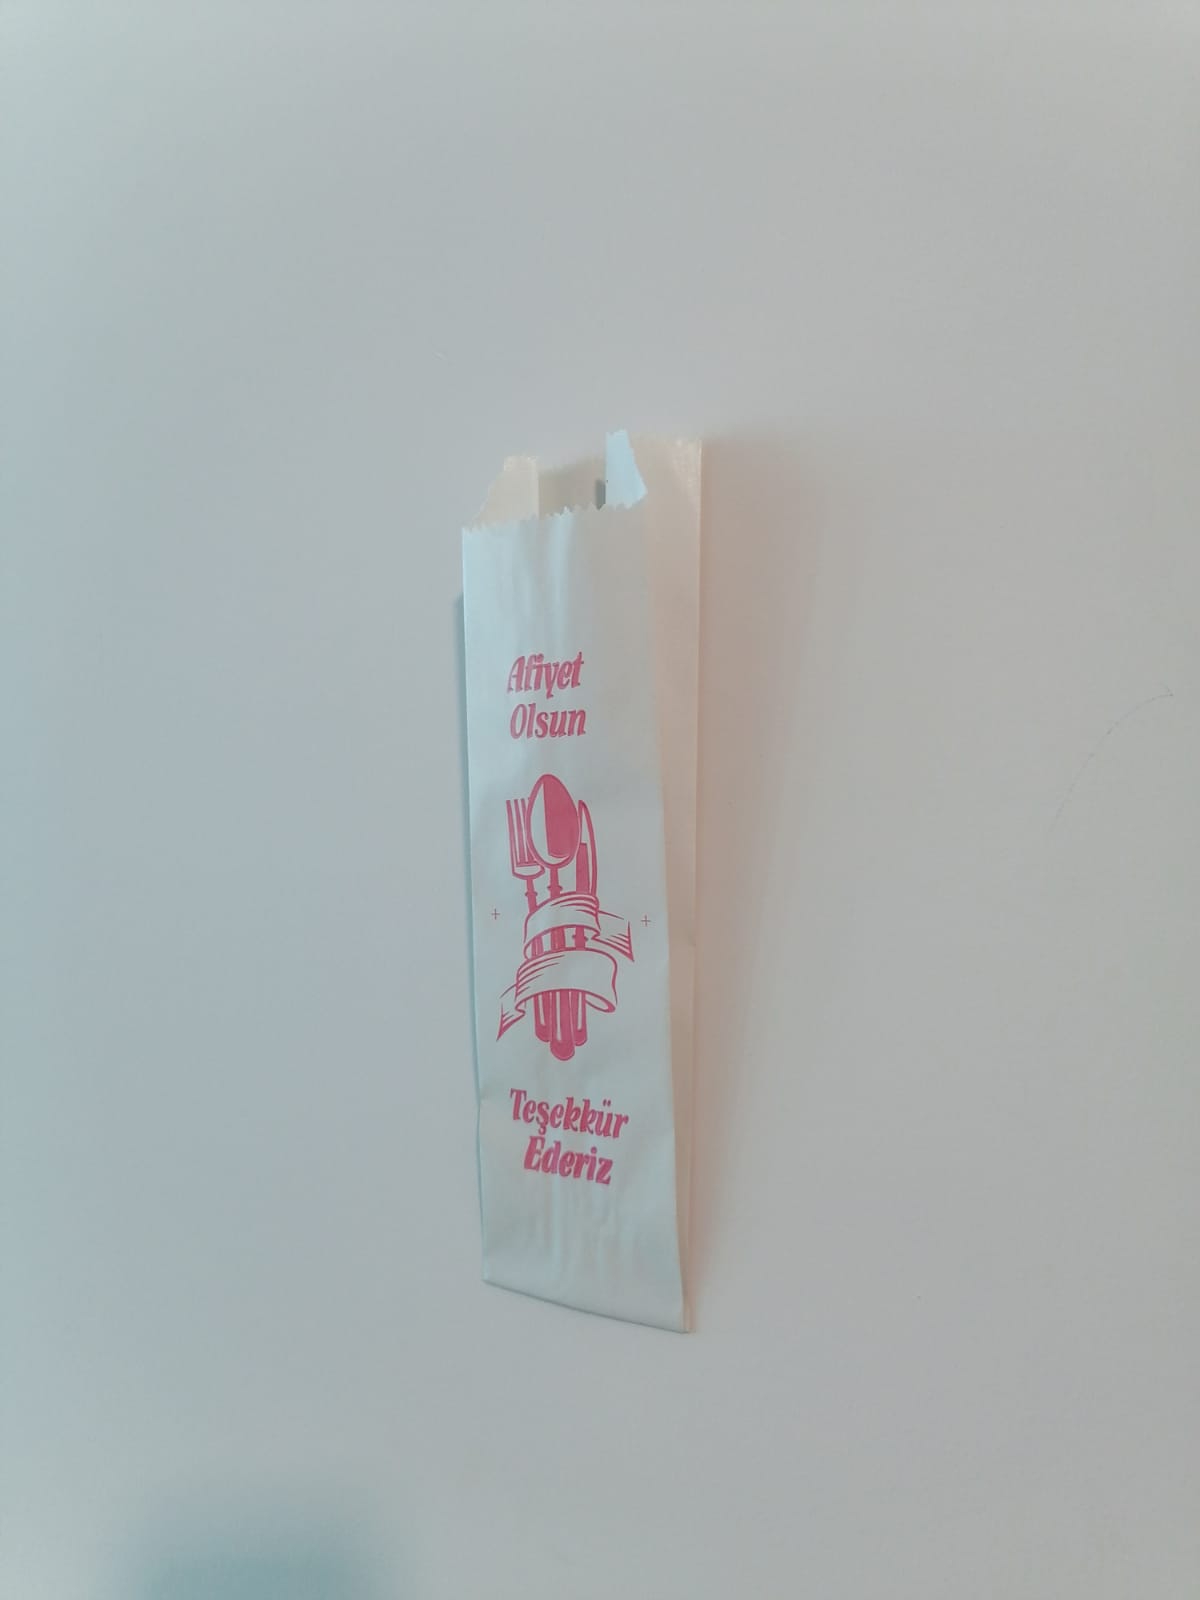 Afiyet
Olsun
Teşekkür
Ederiz